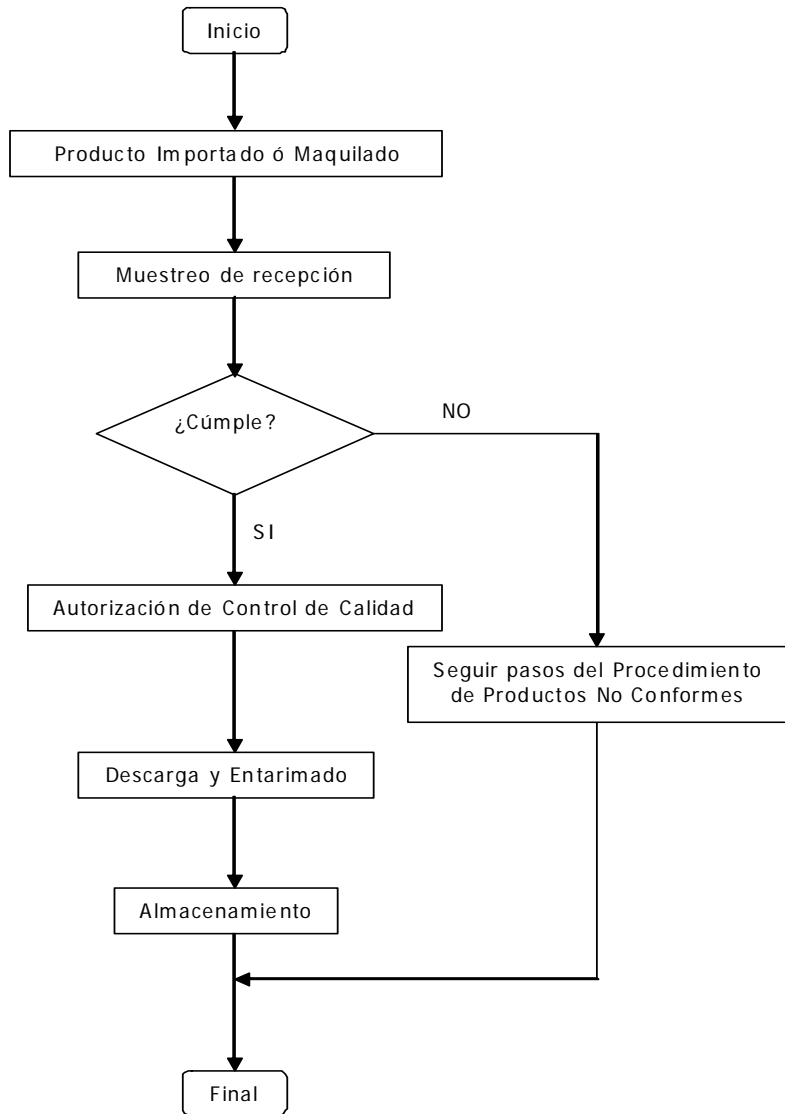 Inicio
Producto Importado ó Maquilado
Muestreo de recepción
¿Cúmple?
NO
SI
Autorización de Control de Calidad
Seguir pasos del Procedimiento
de Productos No Conformes
Descarga y Entarimado
Almacenamiento
Final